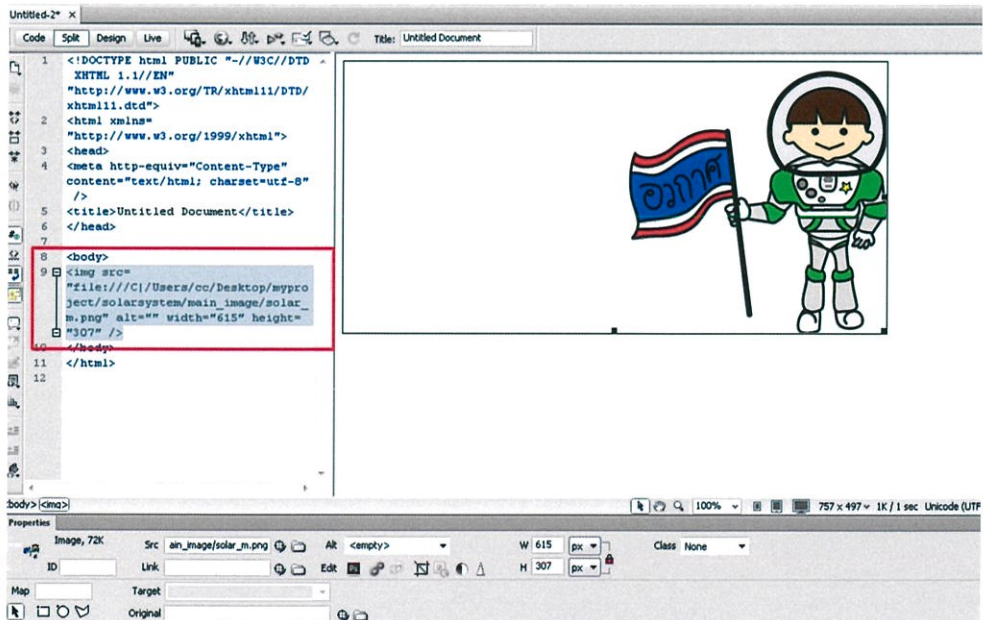 Untitled-2* ×
Code Split Design Live Title: Untitled Document
1 <!DOCTYPE html PUBLIC "-//W3C//DTD
XHTML 1.1//EN"
"http://www.w3.org/TR/xhtml11/DTD/
xhtml11.dtd">
2 <html xmlns=
"http://www.w3.org/1999/xhtml">
3 <head>
4 <meta http-equiv="Content-Type"
content="text/html; charset=utf-8"
/>
5 <title>Untitled Document</title>
6 </head>
7
8 <body>
9 <img src=
"file:///C|/Users/cc/Desktop/mypro
ject/solarsystem/main_image/solar_
m.png" alt="" width="615" height=
"307" />
10 </body>
11 </html>
12
อวกาศ
body> <img> 100% 757 x 497 1K / 1 sec Unicode (UTF
Properties
Image, 72K Src ain_image/solar_m.png Alt <empty> W 615 px Class None
ID Link Edit H 307 px
Map Target
Original